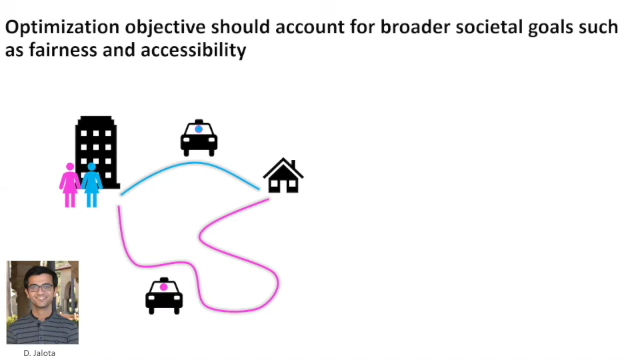 Optimization objective should account for broader societal goals such
as fairness and accessibility
D. Jalota